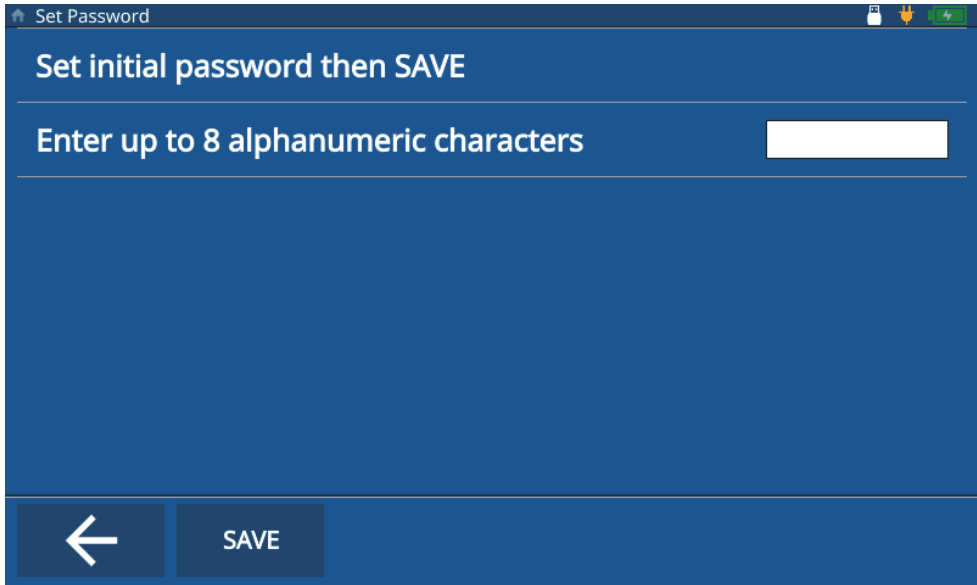 Set Password
Set initial password then SAVE
Enter up to 8 alphanumeric characters
SAVE